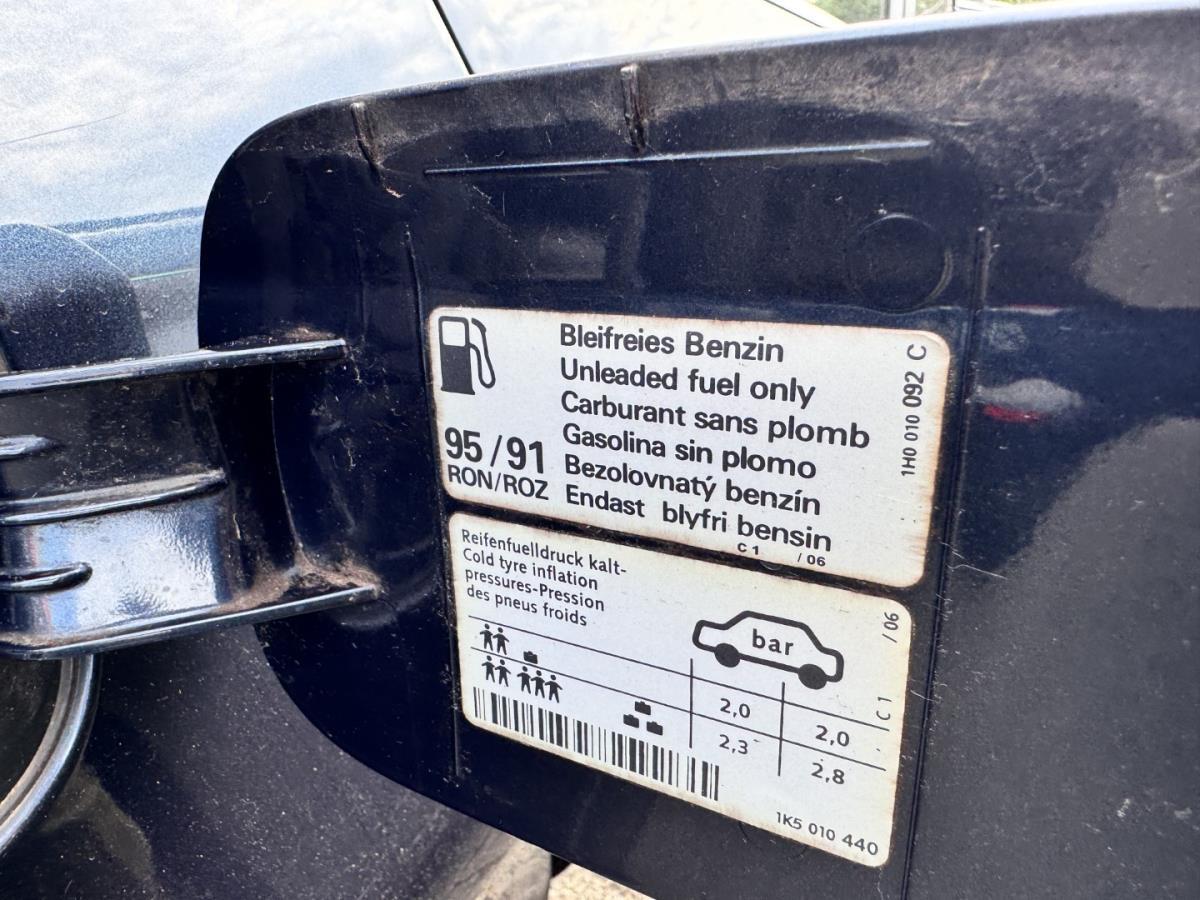 Bleifreies Benzin
Unleaded fuel only
Carburant sans plomb
Gasolina sin plomo
Bezolovnatý benzín
Endast blyfri bensin
95/91
RON/ROZ
C 1 /06
1H0 010 092 C
Reifenfuelldruck kalt-
Cold tyre inflation
pressures-Pression
des pneus froids
bar
2,0 2,0
2,3 2,8
C 1 /06
1K5 010 440